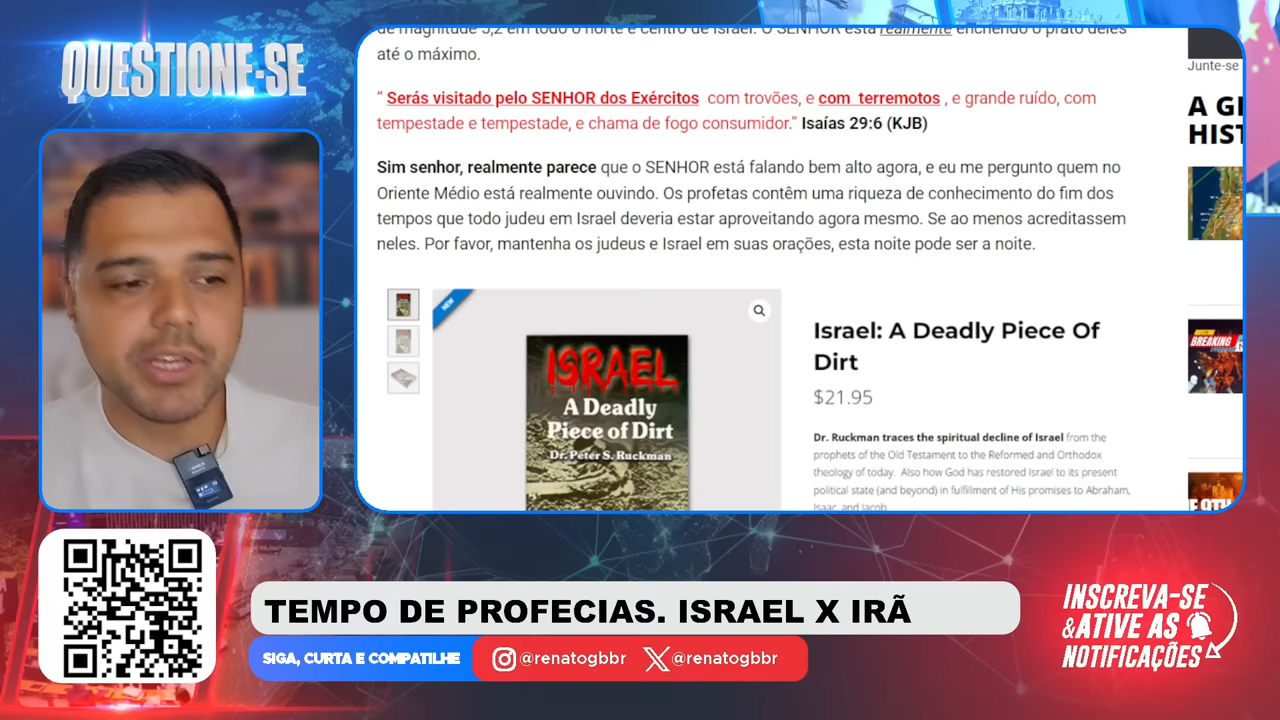 QUESTIONE-SE
de magnitude 5,2 em todo o norte e centro de Israel. O SENHOR está realmente enchendo o prato deles
até o máximo.
“ Serás visitado pelo SENHOR dos Exércitos com trovões, e com terremotos , e grande ruído, com
tempestade e tempestade, e chama de fogo consumidor.” Isaías 29:6 (KJB)
Sim senhor, realmente parece que o SENHOR está falando bem alto agora, e eu me pergunto quem no
Oriente Médio está realmente ouvindo. Os profetas contêm uma riqueza de conhecimento do fim dos
tempos que todo judeu em Israel deveria estar aproveitando agora mesmo. Se ao menos acreditassem
neles. Por favor, mantenha os judeus e Israel em suas orações, esta noite pode ser a noite.
NEW
ISRAEL
A Deadly
Piece of Dirt
Dr. Peter S. Ruckman
Israel: A Deadly Piece Of
Dirt
$21.95
Dr. Ruckman traces the spiritual decline of Israel from the
prophets of the Old Testament to the Reformed and Orthodox
theology of today. Also how God has restored Israel to its present
political state (and beyond) in fulfillment of His promises to Abraham,
Isaac, and Jacob
Junte-se
A G
HIST
BREAKING
TEMPO DE PROFECIAS. ISRAEL X IRÃ
SIGA, CURTA E COMPATILHE
@renatogbbr
@renatogbbr
INSCREVA-SE
&ATIVE AS
NOTIFICAÇÕES